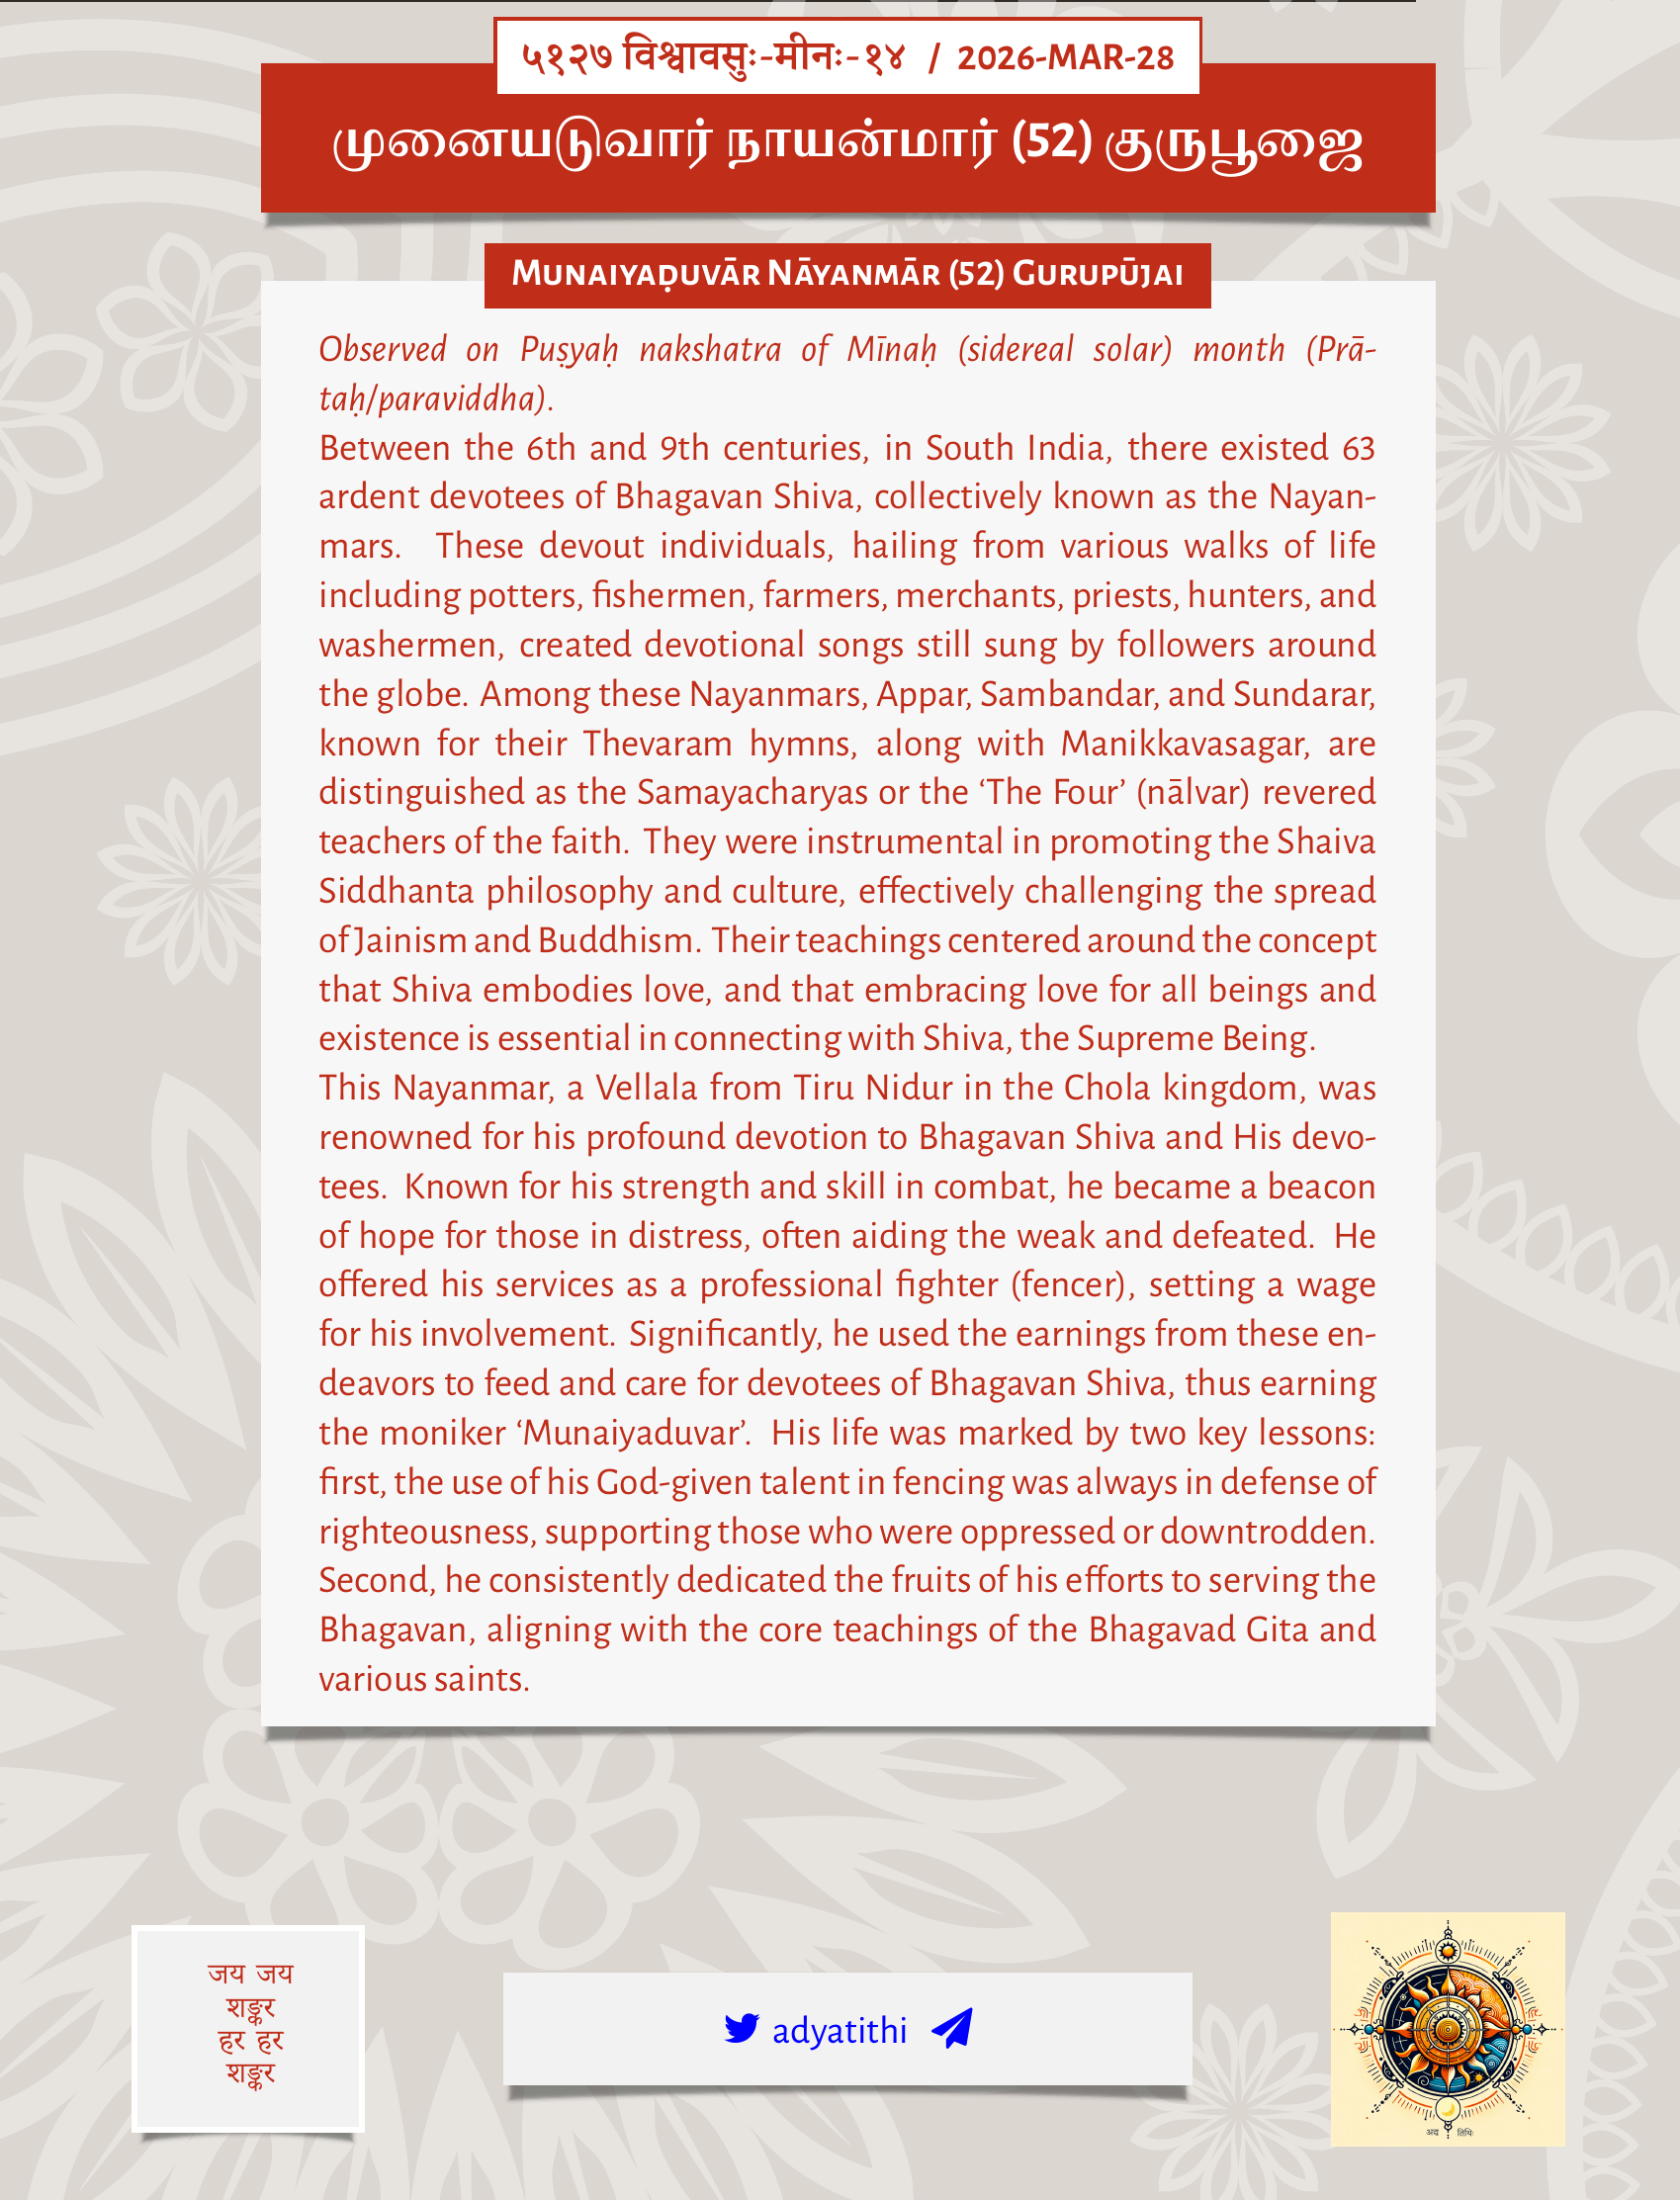 ५१२७ विश्वावसुः-मीनः-१४ / 2026-MAR-28
முனையடுவார் நாயன்மார் (52) குருபூஜை
Munaiyaḍuvār Nāyanmār (52) Gurupūjai
Observed on Puṣyaḥ nakshatra of Mīnaḥ (sidereal solar) month (Prā-
taḥ/paraviddha).
Between the 6th and 9th centuries, in South India, there existed 63
ardent devotees of Bhagavan Shiva, collectively known as the Nayan-
mars. These devout individuals, hailing from various walks of life
including potters, fishermen, farmers, merchants, priests, hunters, and
washermen, created devotional songs still sung by followers around
the globe. Among these Nayanmars, Appar, Sambandar, and Sundarar,
known for their Thevaram hymns, along with Manikkavasagar, are
distinguished as the Samayacharyas or the ‘The Four’ (nālvar) revered
teachers of the faith. They were instrumental in promoting the Shaiva
Siddhanta philosophy and culture, effectively challenging the spread
of Jainism and Buddhism. Their teachings centered around the concept
that Shiva embodies love, and that embracing love for all beings and
existence is essential in connecting with Shiva, the Supreme Being.
This Nayanmar, a Vellala from Tiru Nidur in the Chola kingdom, was
renowned for his profound devotion to Bhagavan Shiva and His devo-
tees. Known for his strength and skill in combat, he became a beacon
of hope for those in distress, often aiding the weak and defeated. He
offered his services as a professional fighter (fencer), setting a wage
for his involvement. Significantly, he used the earnings from these en-
deavors to feed and care for devotees of Bhagavan Shiva, thus earning
the moniker ‘Munaiyaduvar’. His life was marked by two key lessons:
first, the use of his God-given talent in fencing was always in defense of
righteousness, supporting those who were oppressed or downtrodden.
Second, he consistently dedicated the fruits of his efforts to serving the
Bhagavan, aligning with the core teachings of the Bhagavad Gita and
various saints.
जय जय
शङ्कर
हर हर
शङ्कर
adyatithi
अद्य तिथिः